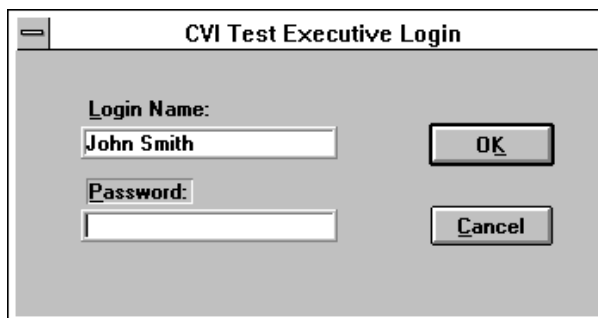 CVI Test Executive Login
Login Name:
John Smith
OK
Password:
Cancel